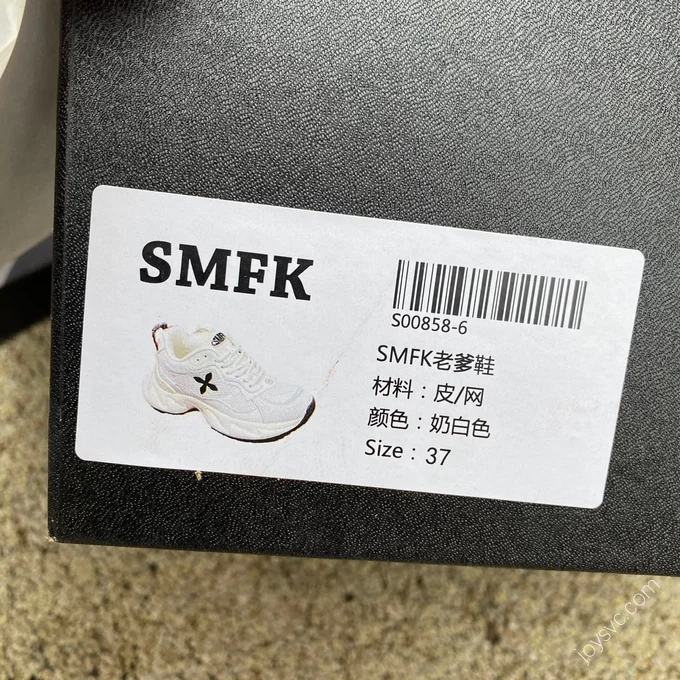 SMFK
S00858-6
SMFK老爹鞋
材料：皮/网
颜色：奶白色
Size：37
joysvc.com